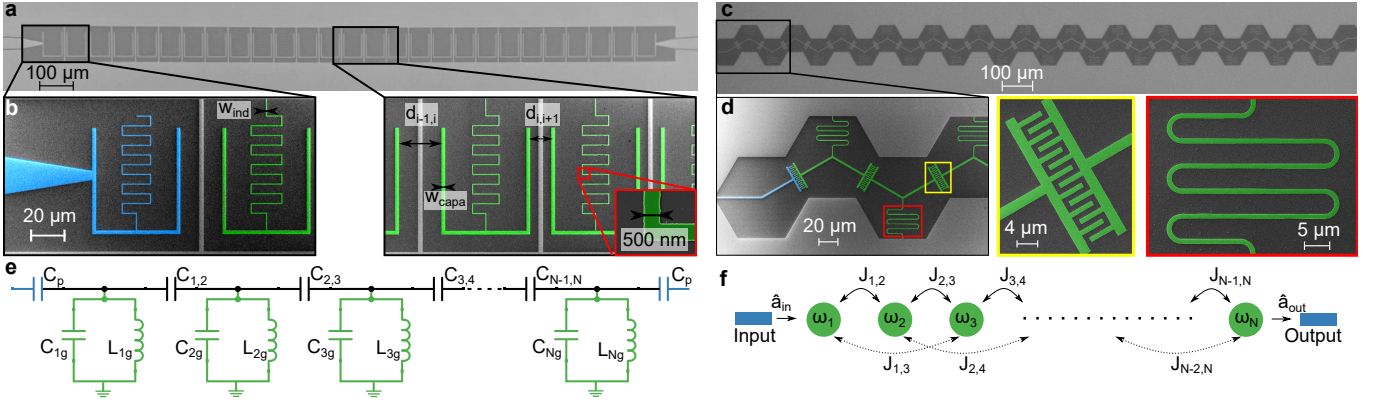 a
100 µm
b
w_ind
20 µm
d_i-1,i
d_i,i+1
w_capa
500 nm
c
100 µm
d
20 µm
4 µm
5 µm
e
C_p
C_1,2
C_2,3
C_3,4
C_N-1,N
C_p
C_1g
L_1g
C_2g
L_2g
C_3g
L_3g
C_Ng
L_Ng
f
J_1,2
J_2,3
J_3,4
J_N-1,N
â_in
ω_1
ω_2
ω_3
ω_N
â_out
Input
Output
J_1,3
J_2,4
J_N-2,N